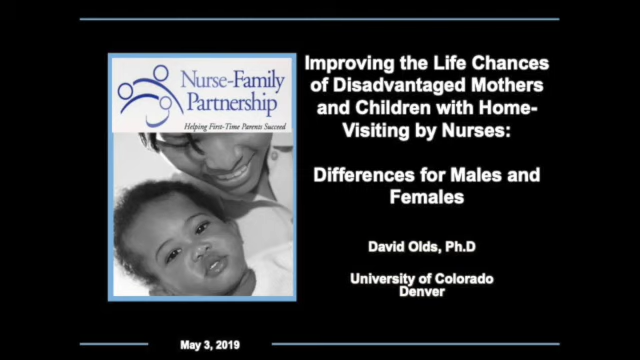 Nurse-Family
Partnership
Helping First-Time Parents Succeed
Improving the Life Chances
of Disadvantaged Mothers
and Children with Home-
Visiting by Nurses:
Differences for Males and
Females
David Olds, Ph.D
University of Colorado
Denver
May 3, 2019